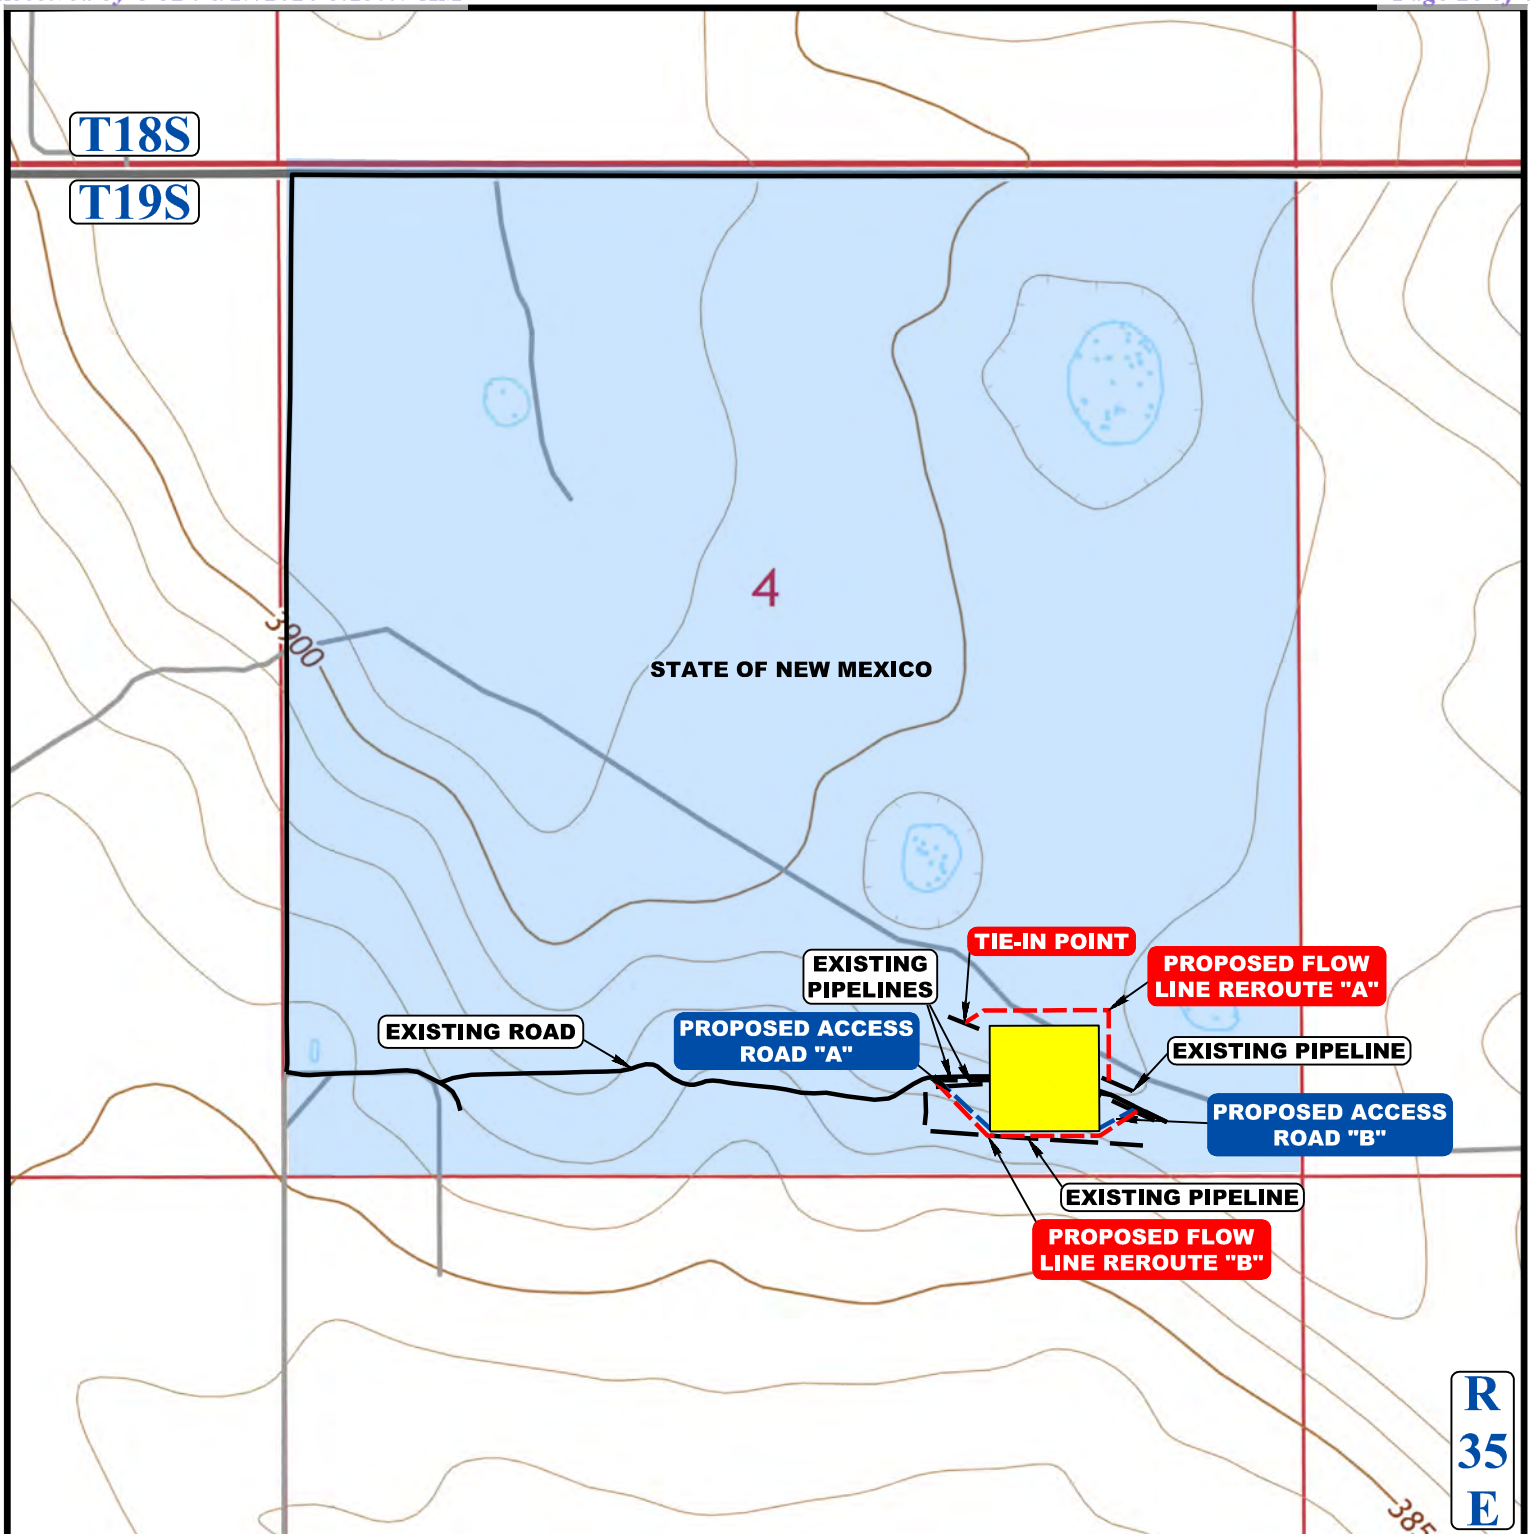 T18S
T19S
3900
4
STATE OF NEW MEXICO
TIE-IN POINT
EXISTING
PIPELINES
PROPOSED FLOW
LINE REROUTE "A"
EXISTING ROAD
PROPOSED ACCESS
ROAD "A"
EXISTING PIPELINE
PROPOSED ACCESS
ROAD "B"
EXISTING PIPELINE
PROPOSED FLOW
LINE REROUTE "B"
R
35
E